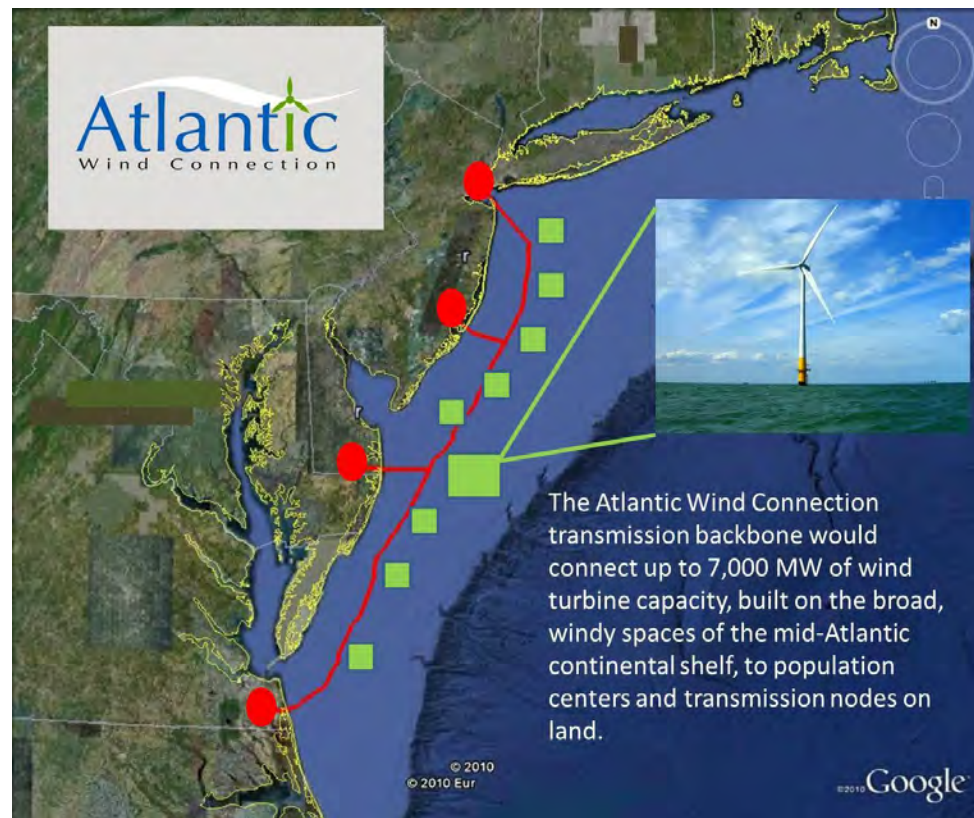 Atlantic
Wind Connection
N
r
r
The Atlantic Wind Connection
transmission backbone would
connect up to 7,000 MW of wind
turbine capacity, built on the broad,
windy spaces of the mid-Atlantic
continental shelf, to population
centers and transmission nodes on
land.
© 2010
© 2010 Eur
©2010 Google